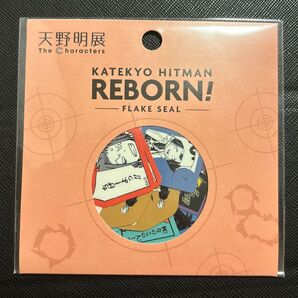 天野明展
The Characters
KATEKYO HITMAN
REBORN!
FLAKE SEAL